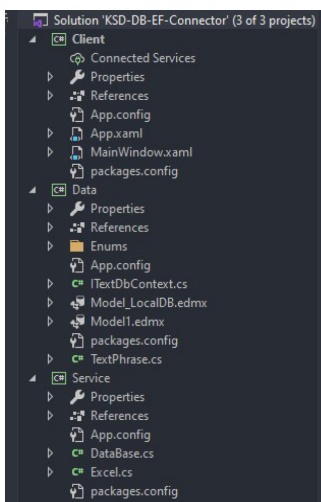 Solution 'KSD-DB-EF-Connector' (3 of 3 projects)
C# Client
Connected Services
Properties
References
App.config
App.xaml
MainWindow.xaml
packages.config
C# Data
Properties
References
Enums
App.config
C# ITextDbContext.cs
Model_LocalDB.edmx
Model1.edmx
packages.config
C# TextPhrase.cs
C# Service
Properties
References
App.config
C# DataBase.cs
C# Excel.cs
packages.config